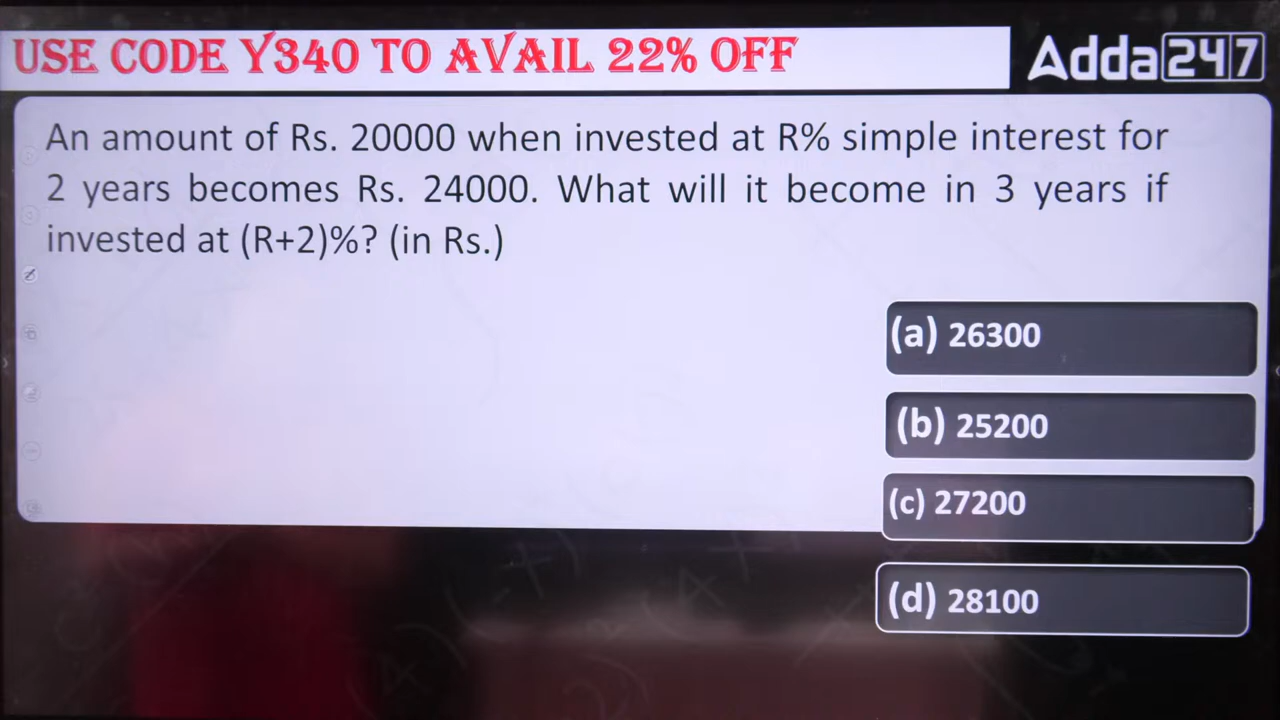 USE CODE Y340 TO AVAIL 22% OFF
Adda247
An amount of Rs. 20000 when invested at R% simple interest for
2 years becomes Rs. 24000. What will it become in 3 years if
invested at (R+2)%? (in Rs.)
(a) 26300
(b) 25200
(c) 27200
(d) 28100